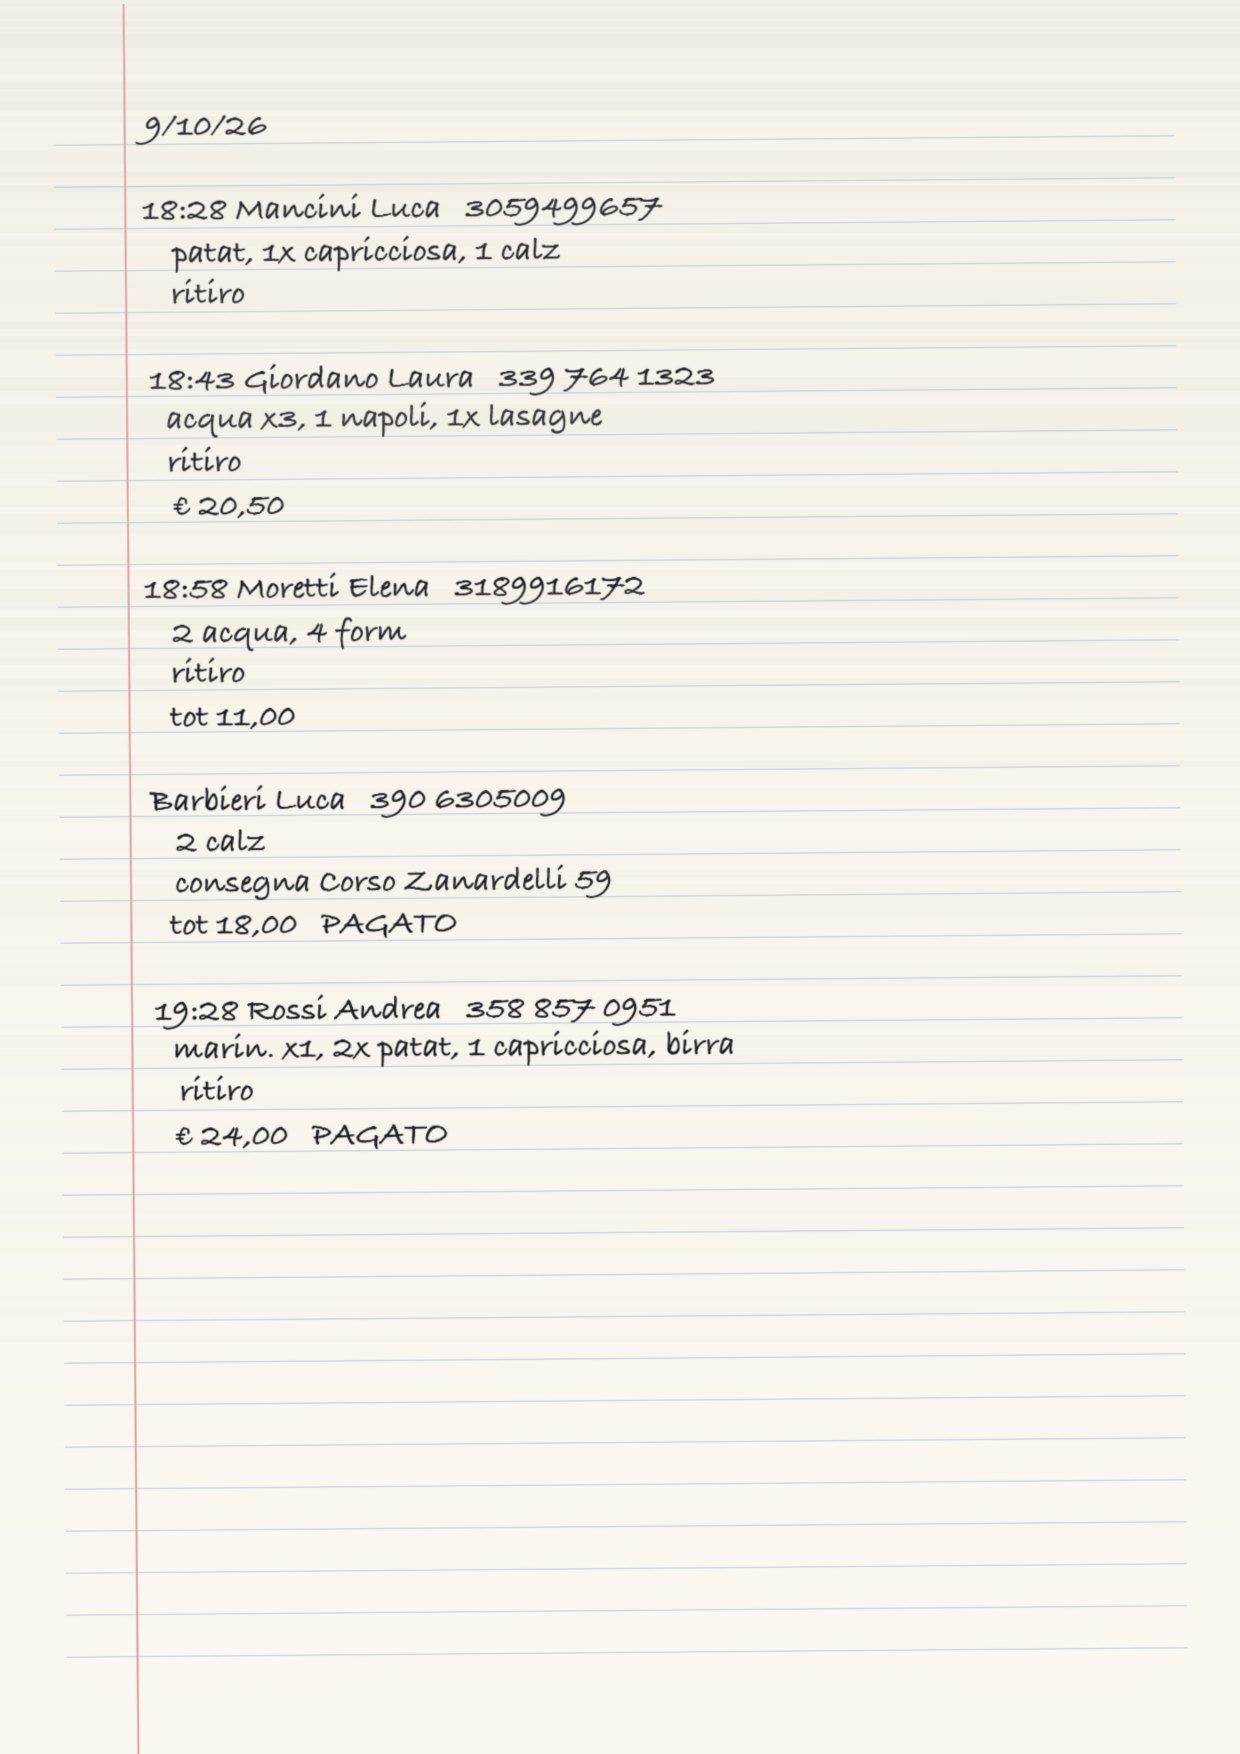 9/10/26
18:28 Mancini Luca 3059499657
patat, 1x capricciosa, 1 calz
ritiro
18:43 Giordano Laura 339 764 1323
acqua x3, 1 napoli, 1x lasagne
ritiro
€ 20,50
18:58 Moretti Elena 3189916172
2 acqua, 4 form
ritiro
tot 11,00
Barbieri Luca 390 6305009
2 calz
consegna Corso Zanardelli 59
tot 18,00 PAGATO
19:28 Rossi Andrea 358 857 0951
marin. x1, 2x patat, 1 capricciosa, birra
ritiro
€ 24,00 PAGATO